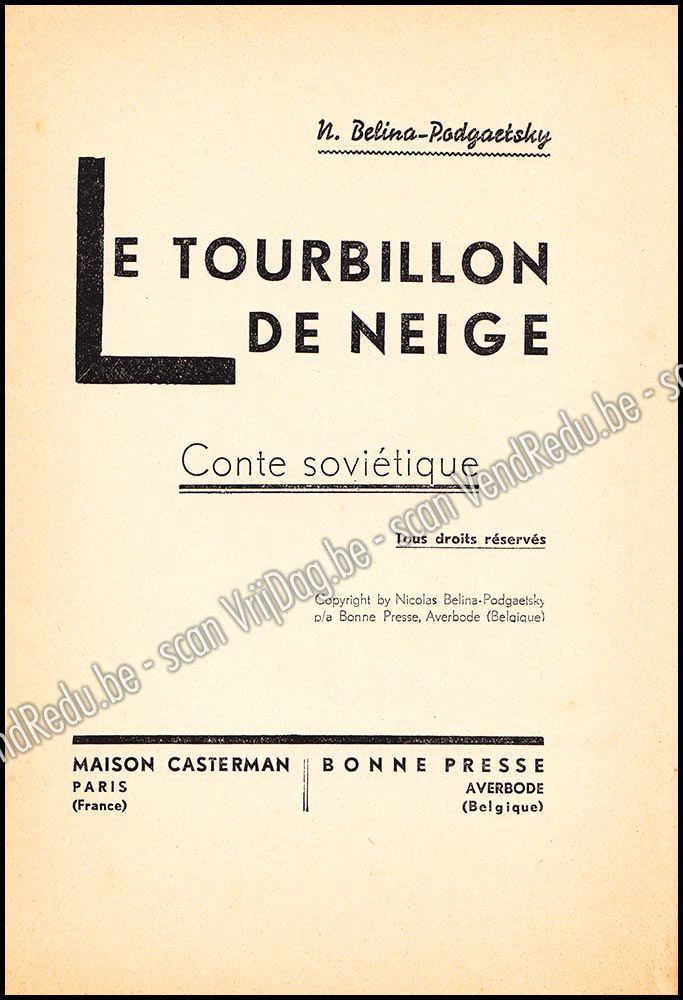 N. Belina-Podgaetsky
LE TOURBILLON
DE NEIGE
Conte soviétique
Tous droits réservés
Copyright by Nicolas Belina-Podgaetsky
p/a Bonne Presse, Averbode (Belgique)
ndRedu.be - scan VrijDag.be - scan VendRedu.be - sc
MAISON CASTERMAN
PARIS
(France)
BONNE PRESSE
AVERBODE
(Belgique)